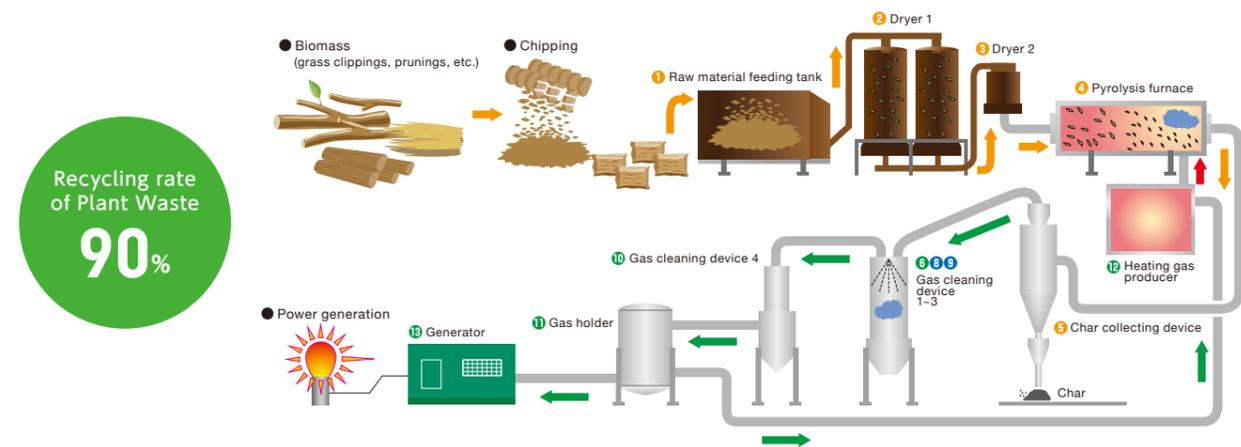 Recycling rate
of Plant Waste
90%
● Biomass
(grass clippings, prunings, etc.)
● Chipping
1 Raw material feeding tank
2 Dryer 1
3 Dryer 2
4 Pyrolysis furnace
12 Heating gas
producer
5 Char collecting device
Char
6 8 9
Gas cleaning
device
1~3
10 Gas cleaning device 4
11 Gas holder
13 Generator
● Power generation